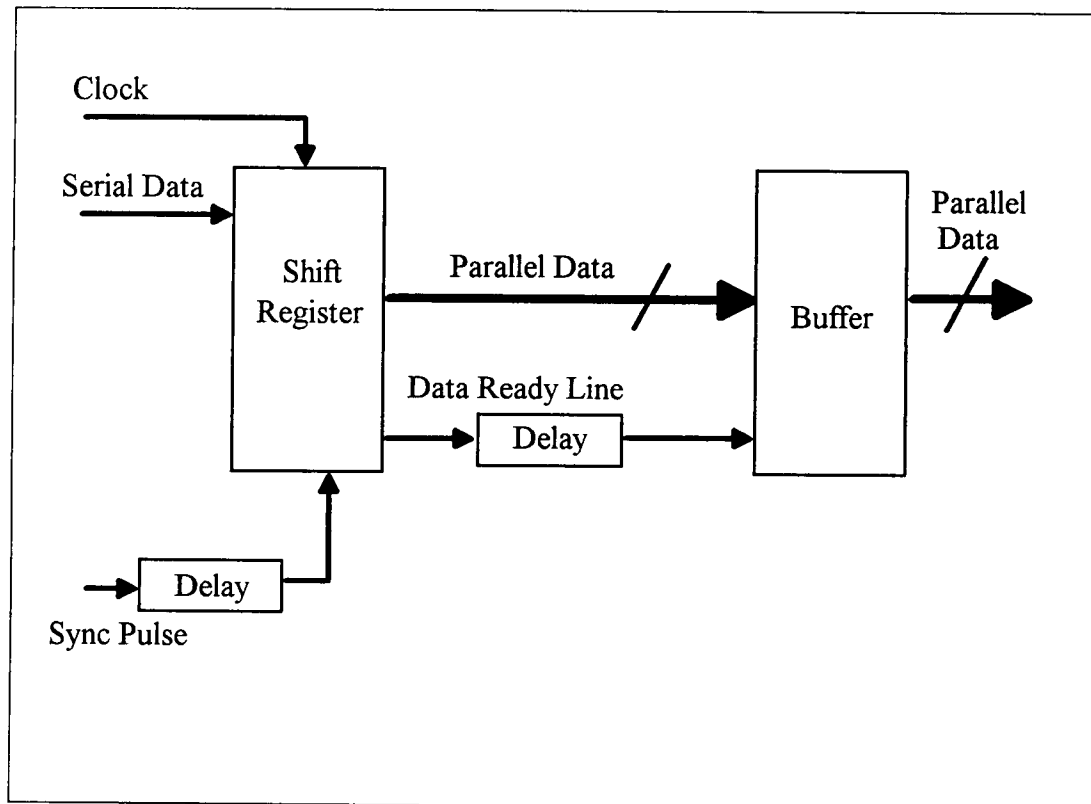 Clock
Serial Data
Shift
Register
Parallel Data
Buffer
Parallel
Data
Data Ready Line
Delay
Delay
Sync Pulse